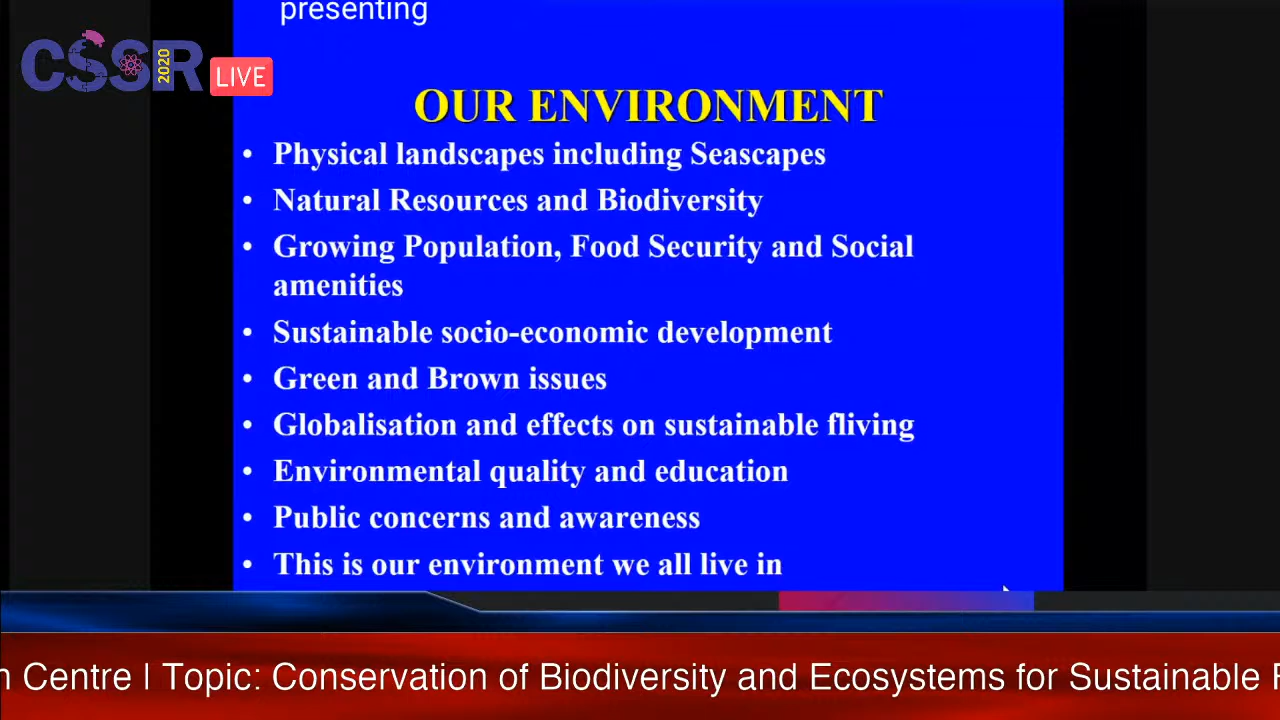 presenting
CSSR 2020
LIVE
OUR ENVIRONMENT
• Physical landscapes including Seascapes
• Natural Resources and Biodiversity
• Growing Population, Food Security and Social
amenities
• Sustainable socio-economic development
• Green and Brown issues
• Globalisation and effects on sustainable fliving
• Environmental quality and education
• Public concerns and awareness
• This is our environment we all live in
Centre | Topic: Conservation of Biodiversity and Ecosystems for Sustainable